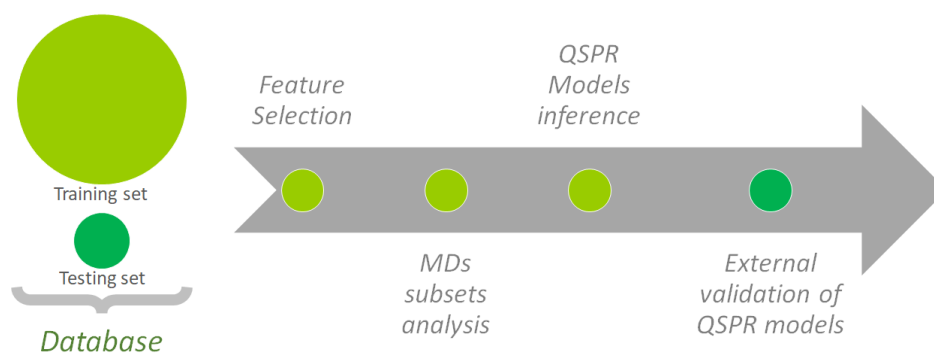 Training set
Testing set
Database
Feature
Selection
MDs
subsets
analysis
QSPR
Models
inference
External
validation of
QSPR models